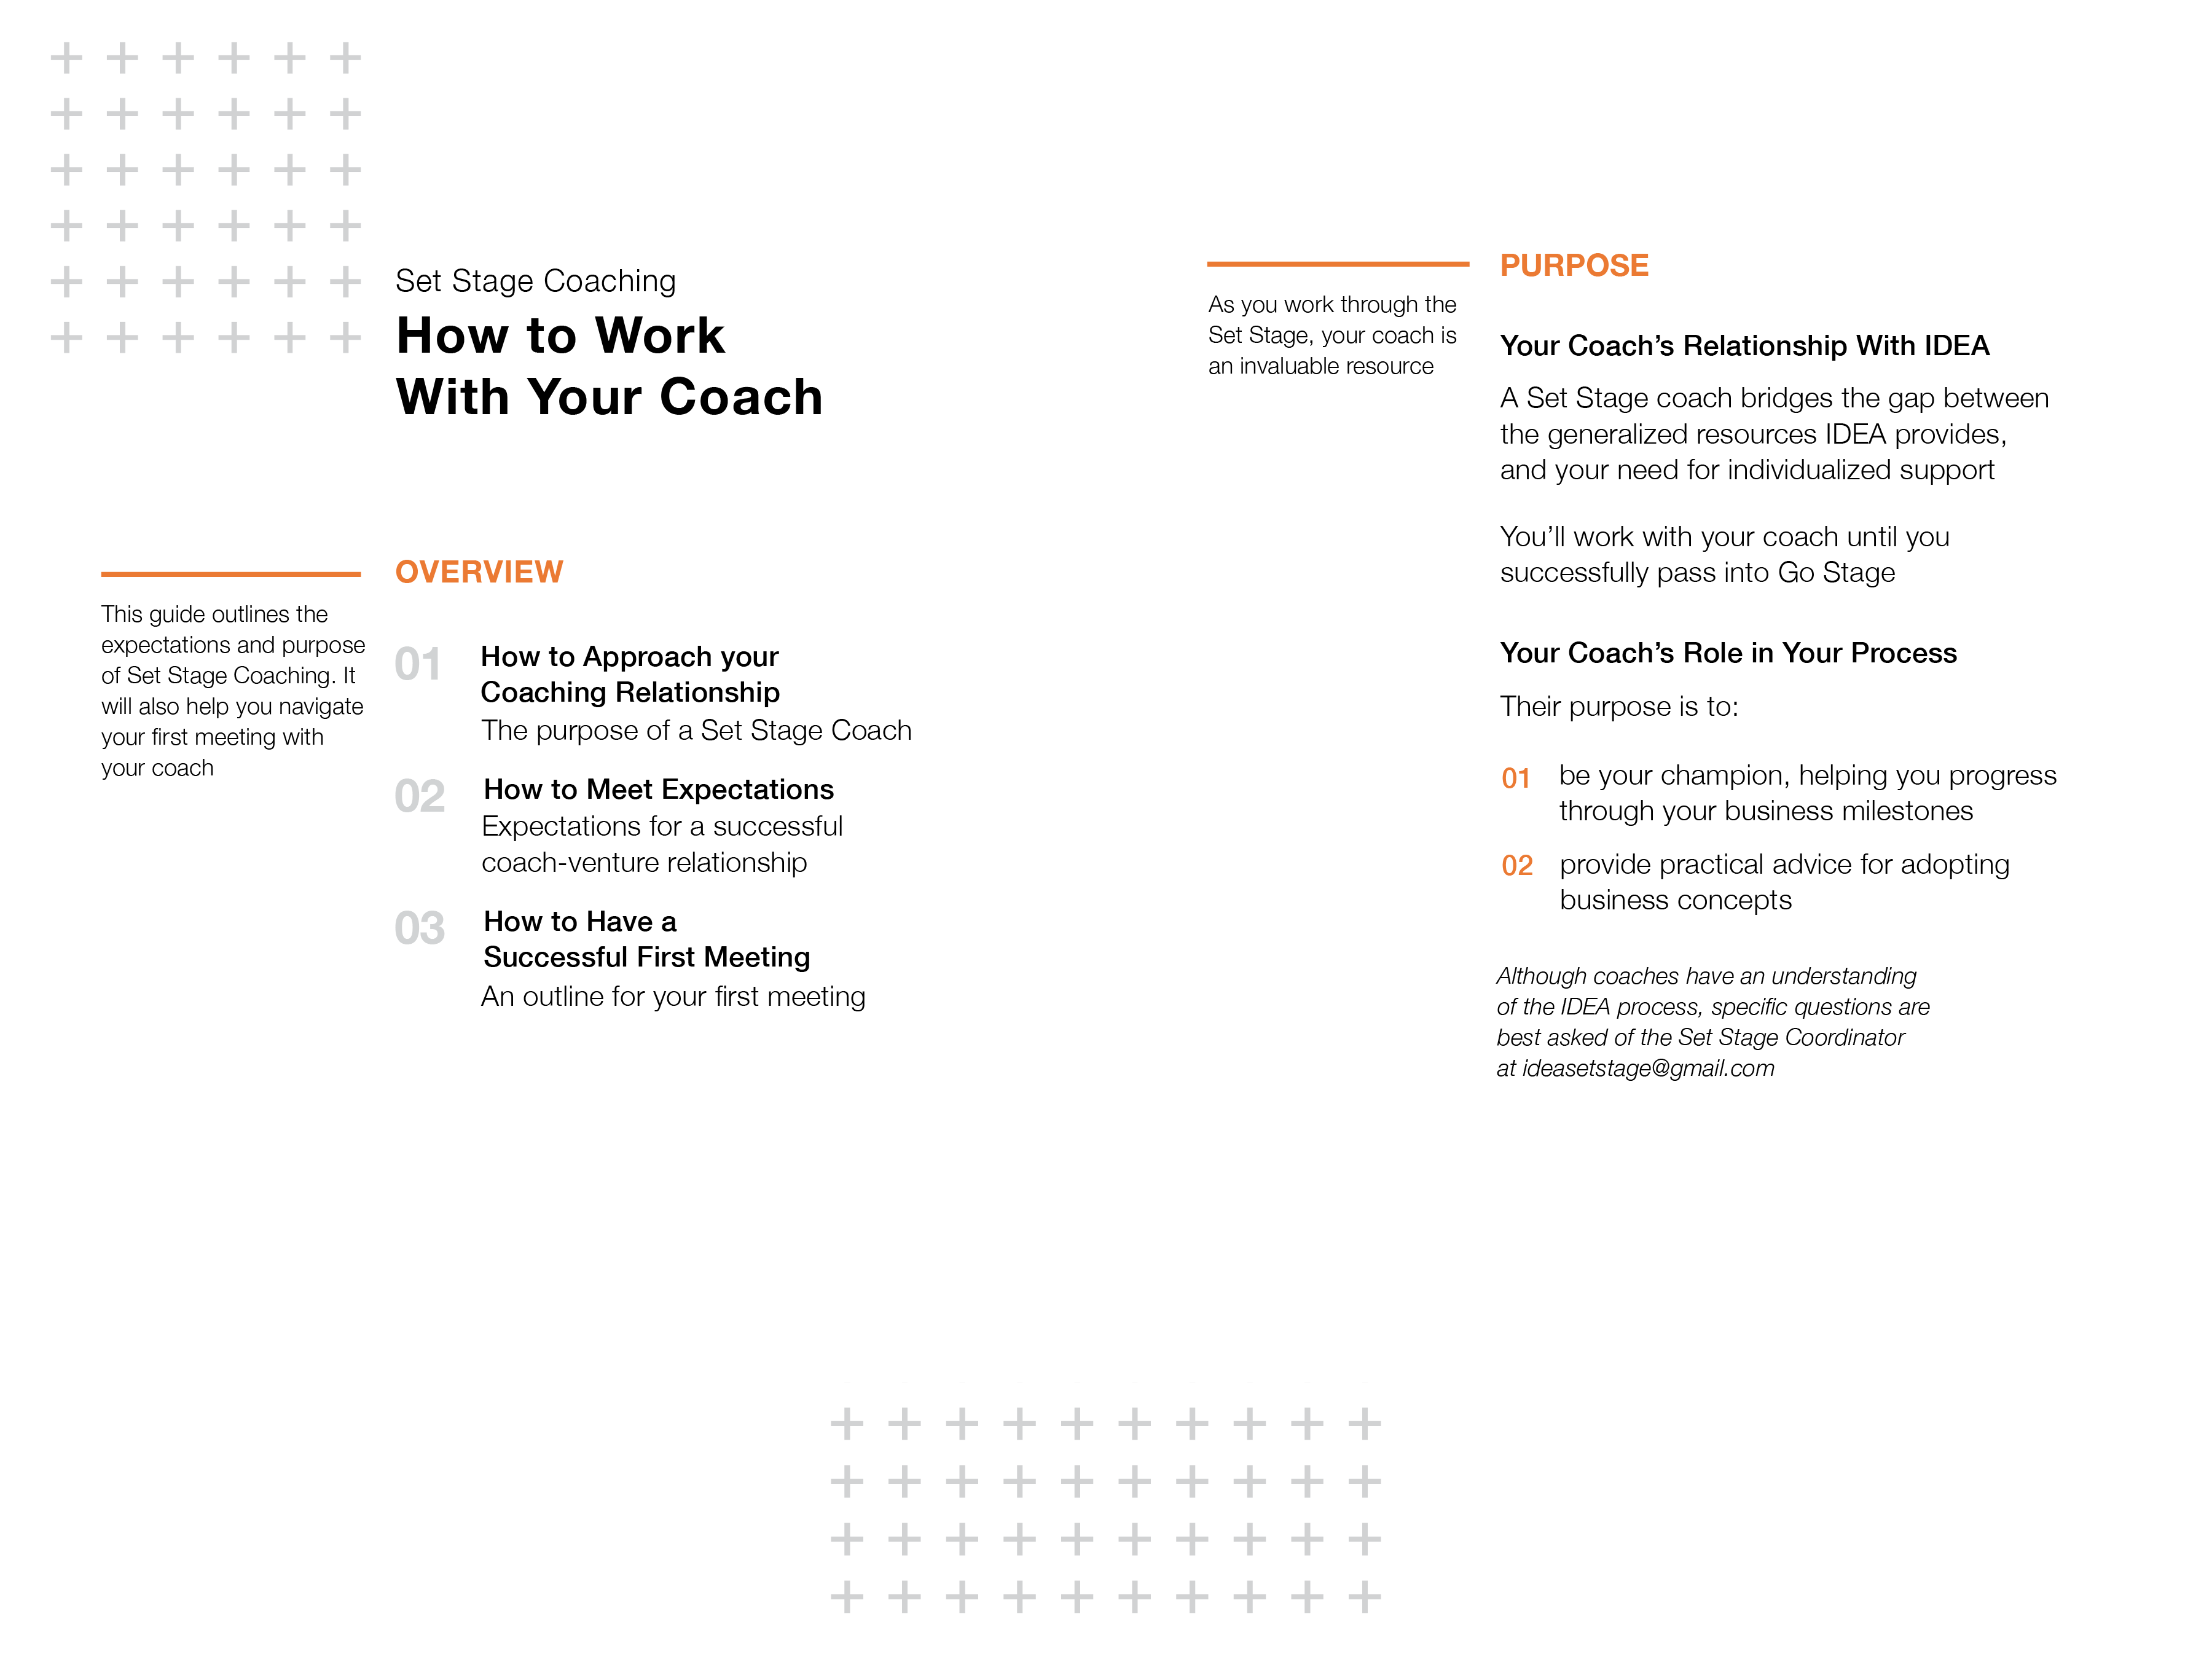 Set Stage Coaching
How to Work
With Your Coach
OVERVIEW
This guide outlines the
expectations and purpose
of Set Stage Coaching. It
will also help you navigate
your first meeting with
your coach
01
How to Approach your
Coaching Relationship
The purpose of a Set Stage Coach
02
How to Meet Expectations
Expectations for a successful
coach-venture relationship
03
How to Have a
Successful First Meeting
An outline for your first meeting
PURPOSE
As you work through the
Set Stage, your coach is
an invaluable resource
Your Coach’s Relationship With IDEA
A Set Stage coach bridges the gap between
the generalized resources IDEA provides,
and your need for individualized support
You’ll work with your coach until you
successfully pass into Go Stage
Your Coach’s Role in Your Process
Their purpose is to:
01 be your champion, helping you progress
through your business milestones
02 provide practical advice for adopting
business concepts
Although coaches have an understanding
of the IDEA process, specific questions are
best asked of the Set Stage Coordinator
at ideasetstage@gmail.com